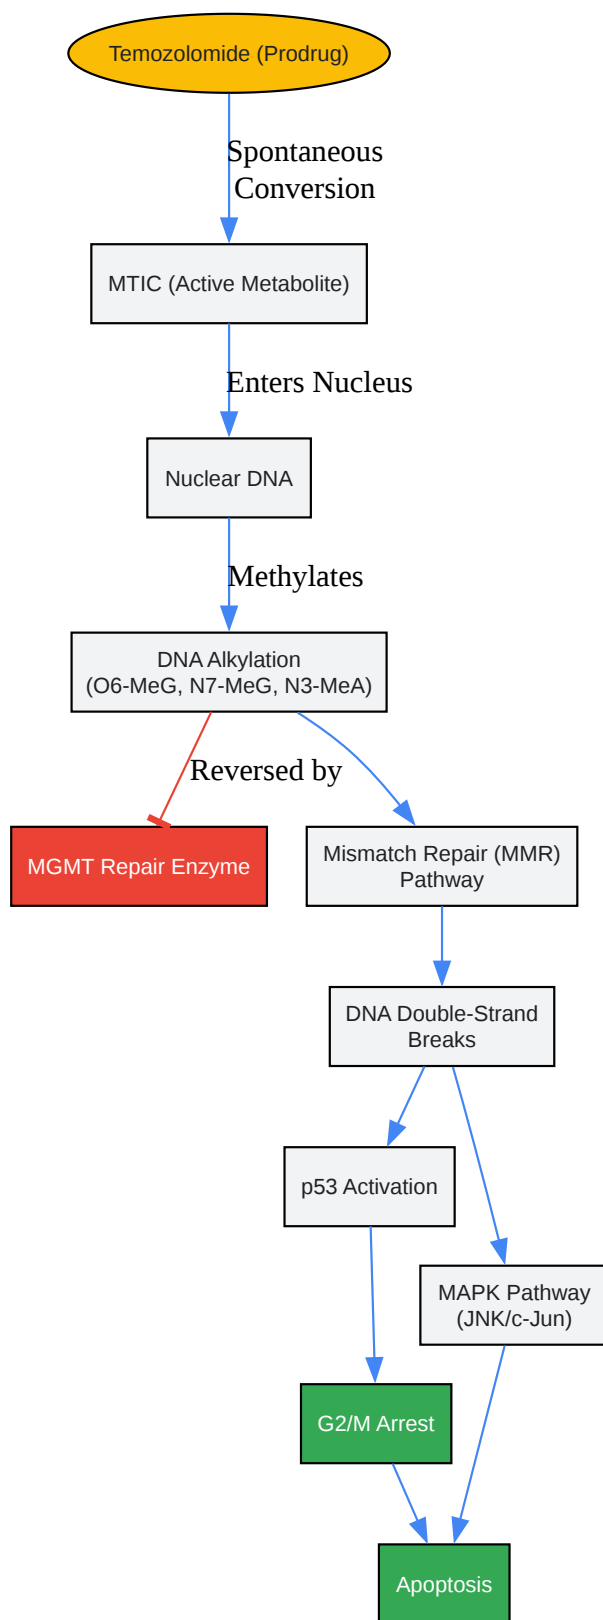 Temozolomide (Prodrug)
Spontaneous
Conversion
MTIC (Active Metabolite)
Enters Nucleus
Nuclear DNA
Methylates
DNA Alkylation
(O6-MeG, N7-MeG, N3-MeA)
Reversed by
MGMT Repair Enzyme
Mismatch Repair (MMR)
Pathway
DNA Double-Strand
Breaks
p53 Activation
MAPK Pathway
(JNK/c-Jun)
G2/M Arrest
Apoptosis